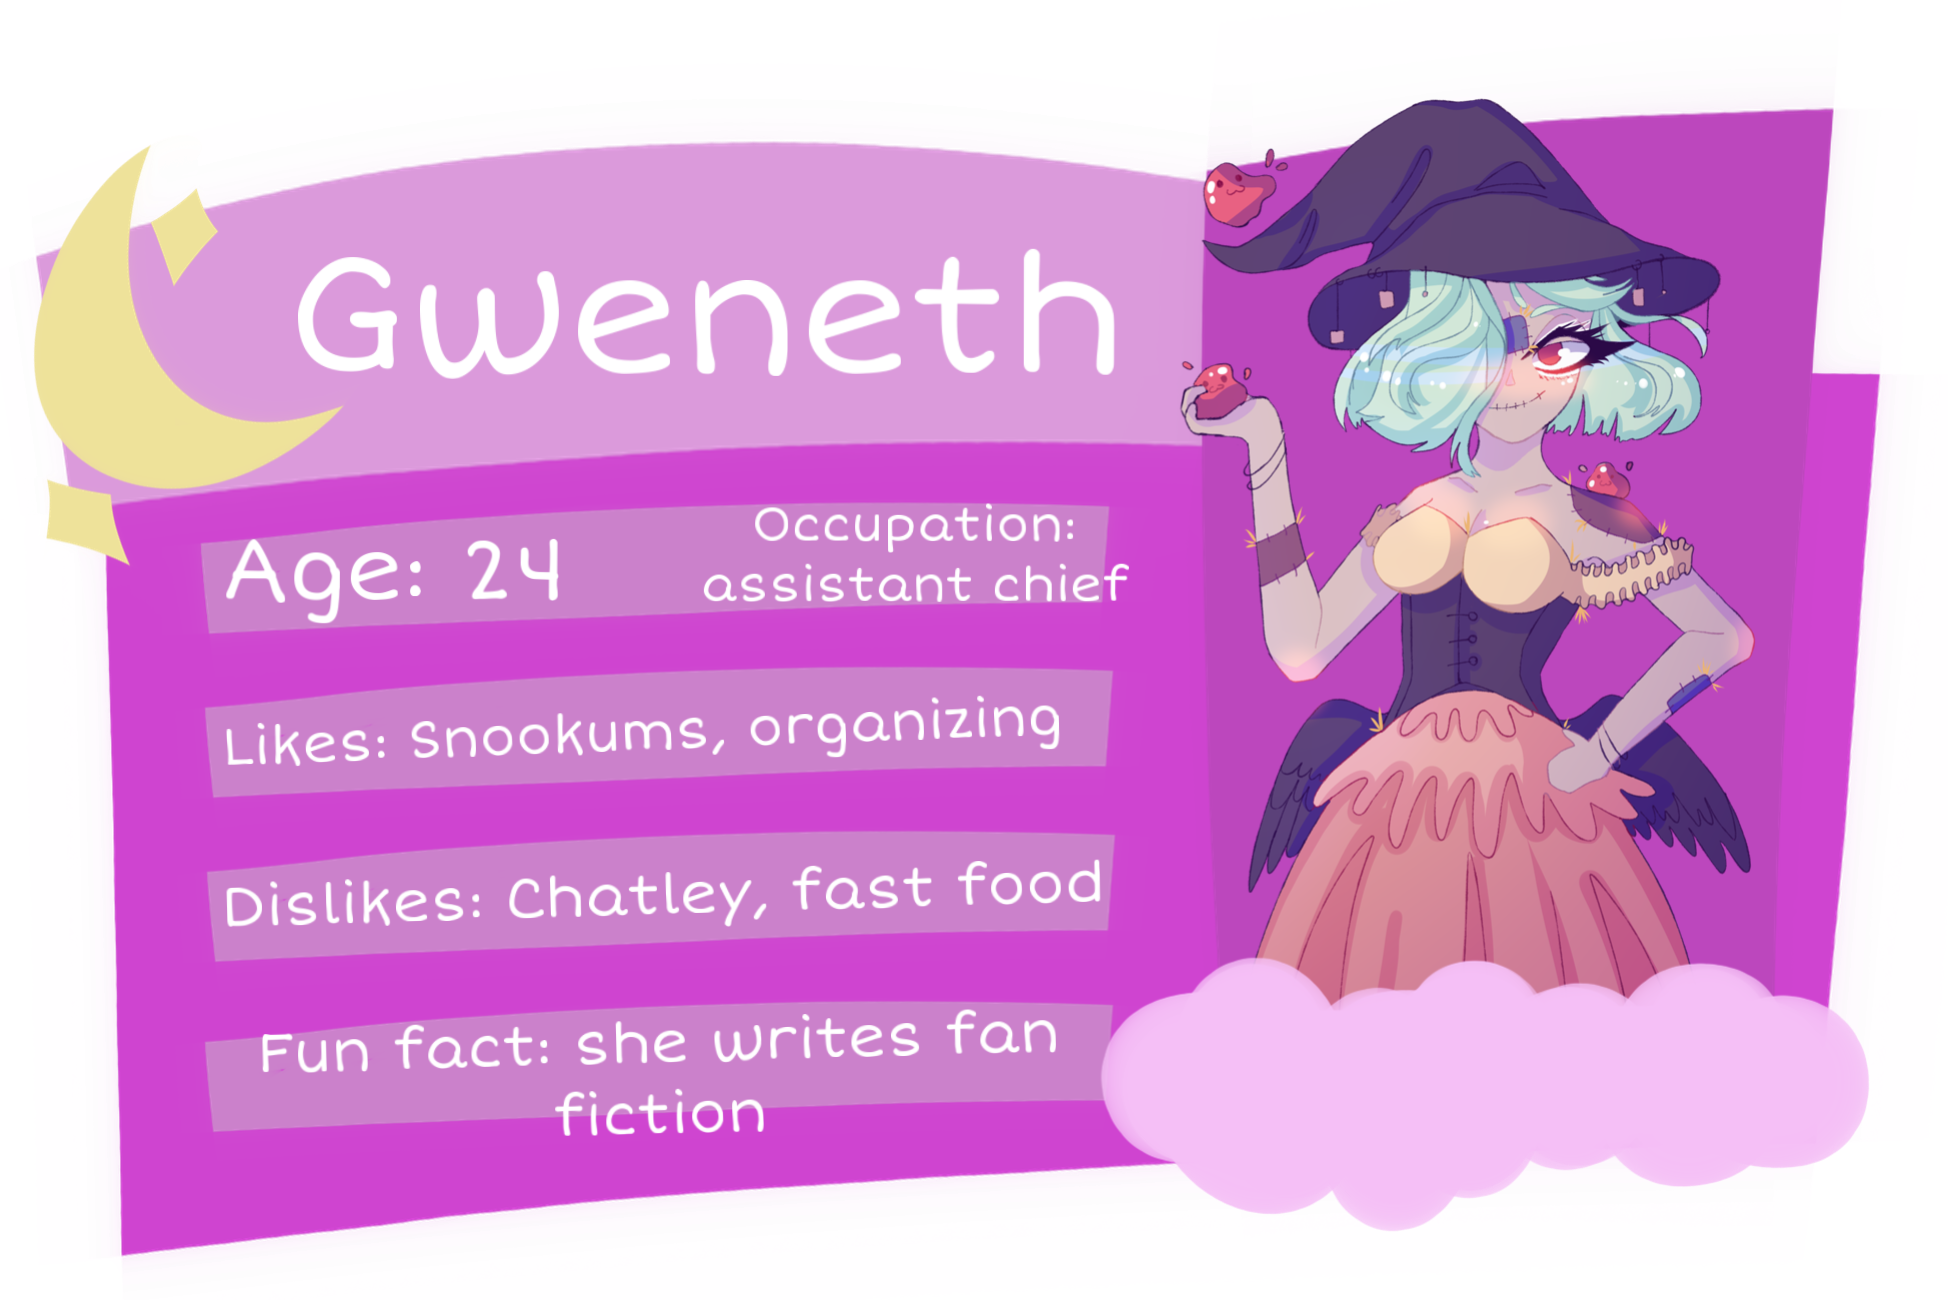 Gweneth
Age: 24
Occupation:
assistant chief
Likes: Snookums, organizing
Dislikes: Chatley, fast food
Fun fact: she writes fan
fiction